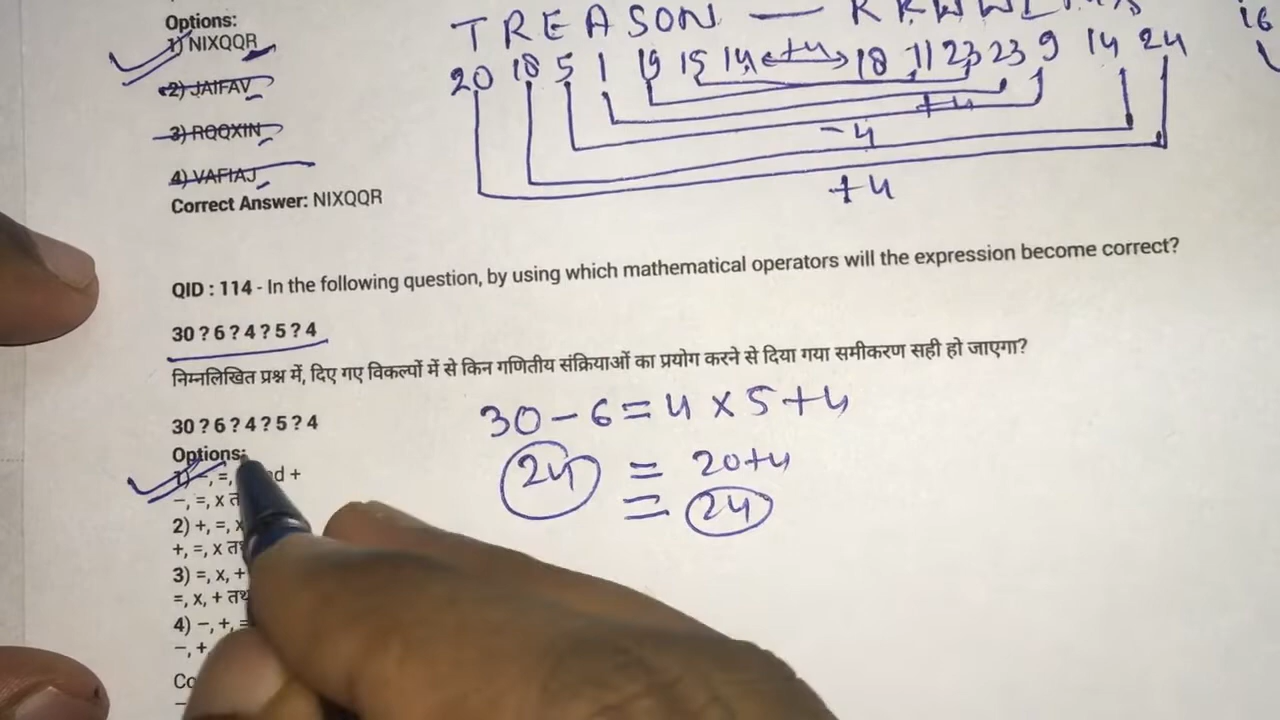 Options:
1) NIXQQR
2) JAIFAV
3) RQQXIN
4) VAFIAJ
Correct Answer: NIXQQR
TREASON —
20 18 5 1 19 15 14 +4 18 11 23 23 9 14 24
+4
-4
+4
16
QID : 114 - In the following question, by using which mathematical operators will the expression become correct?
30 ? 6 ? 4 ? 5 ? 4
निम्नलिखित प्रश्न में, दिए गए विकल्पों में से किन गणितीय संक्रियाओं का प्रयोग करने से दिया गया समीकरण सही हो जाएगा?
30 ? 6 ? 4 ? 5 ? 4
30 - 6 = 4 x 5 + 4
24 = 20+4
= 24
Options:
1) −, =, +
−, =, x
2) +, =, x
+, =, x
3) =, x, +
=, x, +
4) −, +, =
−, +